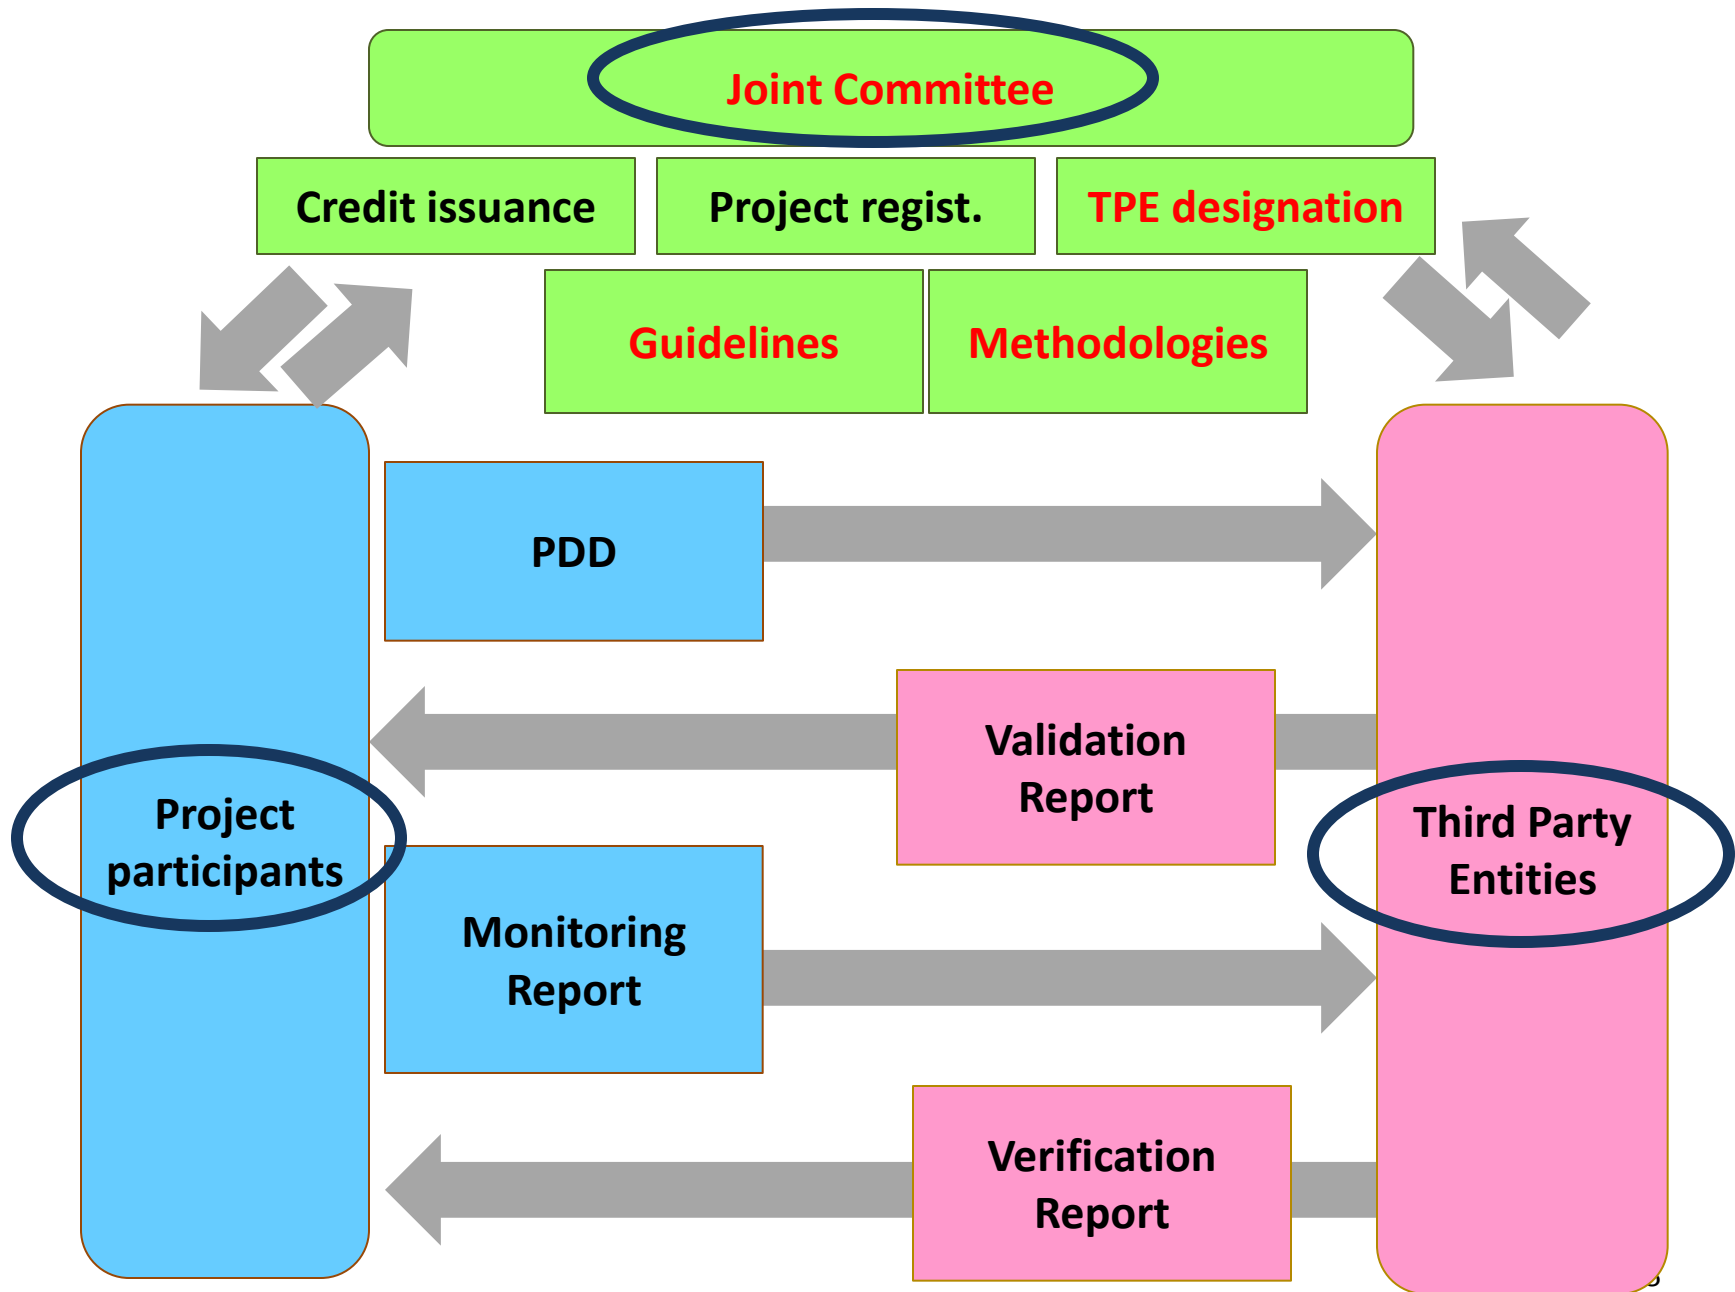 Joint Committee
Credit issuance
Project regist.
TPE designation
Guidelines
Methodologies
PDD
Validation
Report
Project
participants
Third Party
Entities
Monitoring
Report
Verification
Report